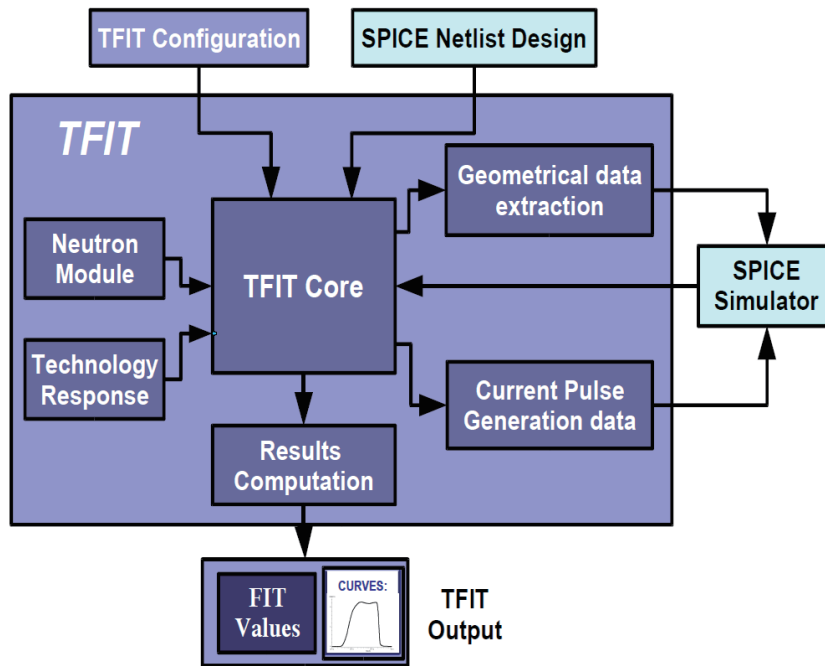 TFIT Configuration
SPICE Netlist Design
TFIT
Geometrical data
extraction
Neutron
Module
TFIT Core
SPICE
Simulator
Technology
Response
Current Pulse
Generation data
Results
Computation
FIT
Values
CURVES:
TFIT
Output